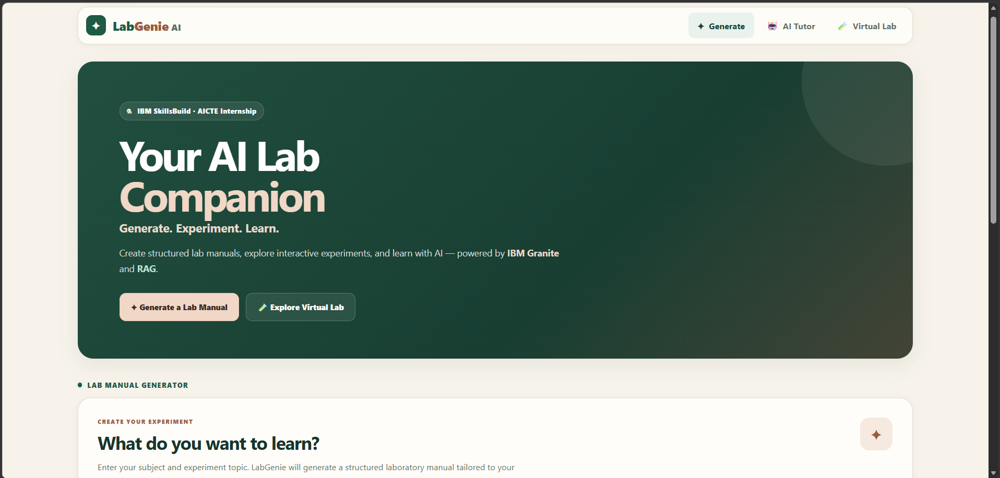 LabGenie AI
Generate
AI Tutor
Virtual Lab
IBM SkillsBuild • AICTE Internship
Your AI Lab
Companion
Generate. Experiment. Learn.
Create structured lab manuals, explore interactive experiments, and learn with AI — powered by IBM Granite
and RAG.
Generate a Lab Manual
Explore Virtual Lab
LAB MANUAL GENERATOR
CREATE YOUR EXPERIMENT
What do you want to learn?
Enter your subject and experiment topic. LabGenie will generate a structured laboratory manual tailored to your